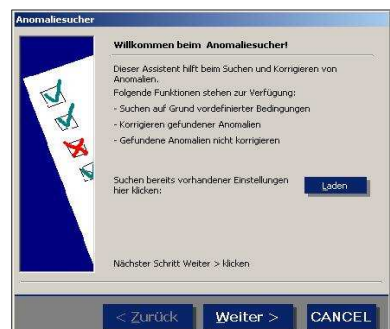 Anomaliesucher
Willkommen beim Anomaliesucher!
Dieser Assistent hilft beim Suchen und Korrigieren von
Anomalien.
Folgende Funktionen stehen zur Verfügung:
- Suchen auf Grund vordefinierter Bedingungen
- Korrigieren gefundener Anomalien
- Gefundene Anomalien nicht korrigieren
Suchen bereits vorhandener Einstellungen
hier klicken:
Laden
Nächster Schritt Weiter > klicken
< Zurück Weiter > CANCEL